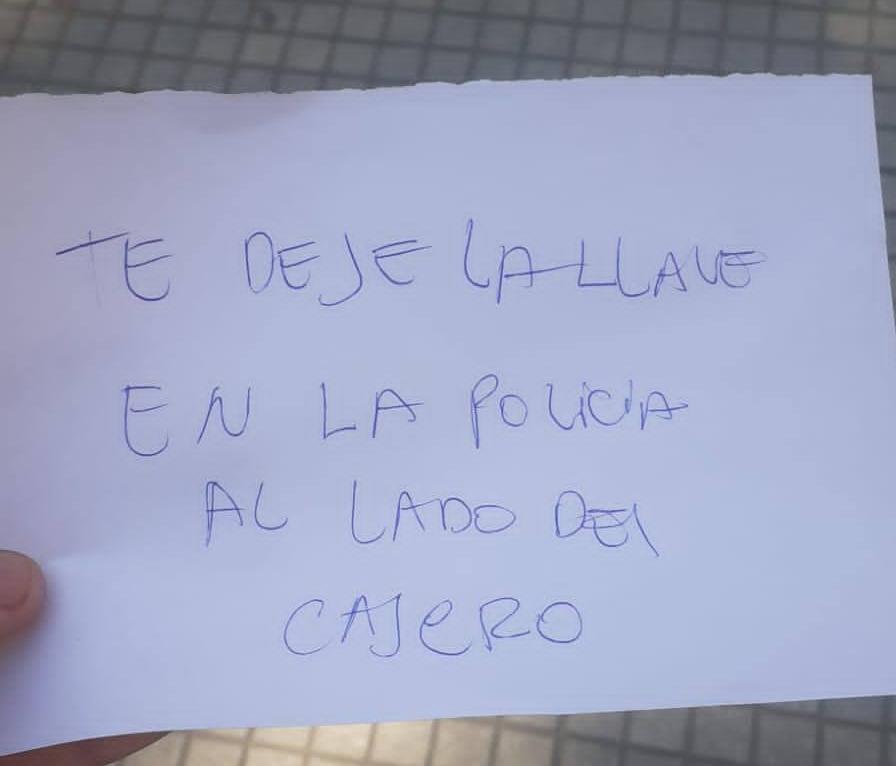 TE DEJE LA LLAVE
EN LA POLICIA
AL LADO DEL
CAJERO